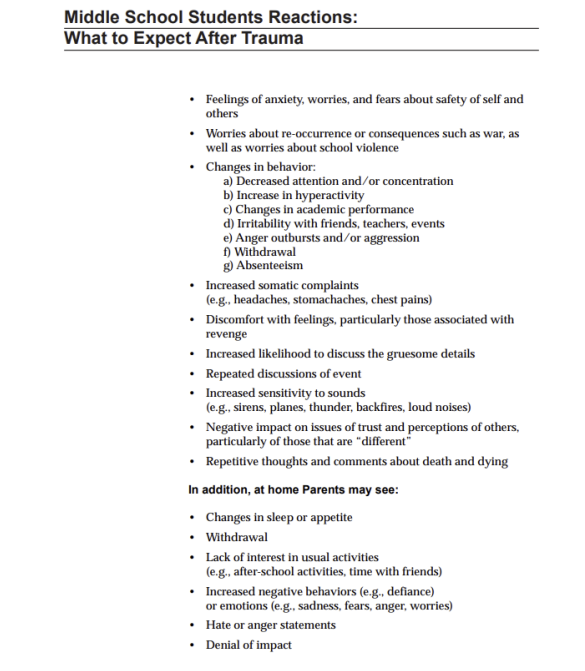 Middle School Students Reactions:
What to Expect After Trauma
• Feelings of anxiety, worries, and fears about safety of self and
others
• Worries about re-occurrence or consequences such as war, as
well as worries about school violence
• Changes in behavior:
a) Decreased attention and/or concentration
b) Increase in hyperactivity
c) Changes in academic performance
d) Irritability with friends, teachers, events
e) Anger outbursts and/or aggression
f) Withdrawal
g) Absenteeism
• Increased somatic complaints
(e.g., headaches, stomachaches, chest pains)
• Discomfort with feelings, particularly those associated with
revenge
• Increased likelihood to discuss the gruesome details
• Repeated discussions of event
• Increased sensitivity to sounds
(e.g., sirens, planes, thunder, backfires, loud noises)
• Negative impact on issues of trust and perceptions of others,
particularly of those that are “different”
• Repetitive thoughts and comments about death and dying
In addition, at home Parents may see:
• Changes in sleep or appetite
• Withdrawal
• Lack of interest in usual activities
(e.g., after-school activities, time with friends)
• Increased negative behaviors (e.g., defiance)
or emotions (e.g., sadness, fears, anger, worries)
• Hate or anger statements
• Denial of impact